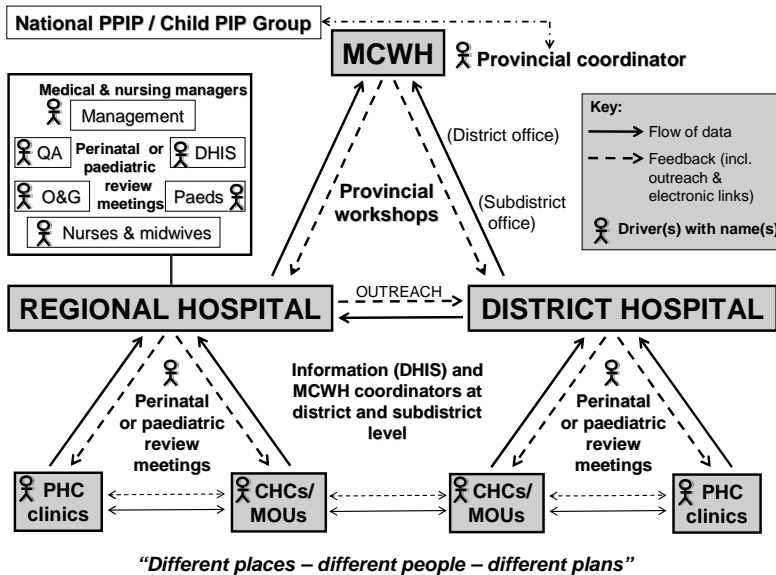 National PPIP / Child PIP Group
MCWH
Provincial coordinator
Medical & nursing managers
Management
QA
Perinatal or
paediatric
review
meetings
DHIS
O&G
Paeds
Nurses & midwives
(District office)
(Subdistrict
office)
Provincial
workshops
Key:
Flow of data
Feedback (incl.
outreach &
electronic links)
Driver(s) with name(s)
REGIONAL HOSPITAL
OUTREACH
DISTRICT HOSPITAL
Perinatal
or paediatric
review
meetings
Information (DHIS) and
MCWH coordinators at
district and subdistrict
level
Perinatal
or paediatric
review
meetings
PHC
clinics
CHCs/
MOUs
CHCs/
MOUs
PHC
clinics
“Different places – different people – different plans”